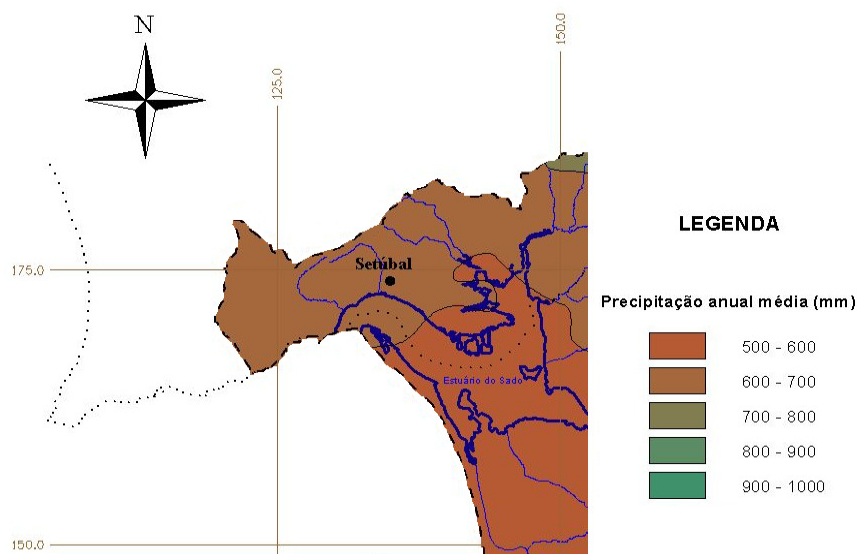 N
150.0
125.0
175.0
Setúbal
Estuário do Sado
150.0
LEGENDA
Precipitação anual média (mm)
500 - 600
600 - 700
700 - 800
800 - 900
900 - 1000